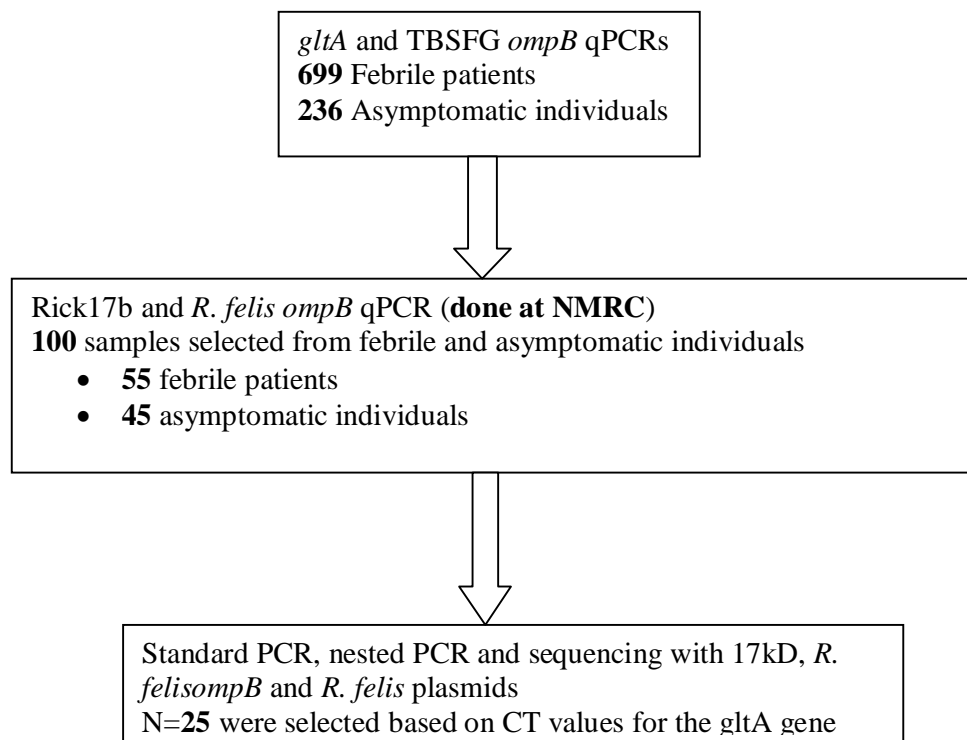 gltA and TBSFG ompB qPCRs
699 Febrile patients
236 Asymptomatic individuals
Rick17b and R. felis ompB qPCR (done at NMRC)
100 samples selected from febrile and asymptomatic individuals
• 55 febrile patients
• 45 asymptomatic individuals
Standard PCR, nested PCR and sequencing with 17kD, R.
felisompB and R. felis plasmids
N=25 were selected based on CT values for the gltA gene